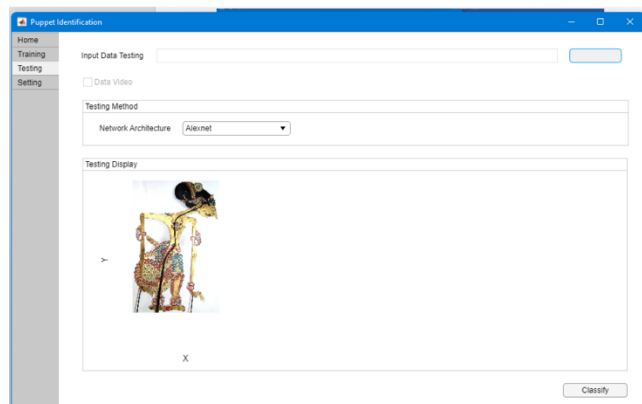 Puppet Identification
Home
Training
Testing
Setting
Input Data Testing
Data Video
Testing Method
Network Architecture
Alexnet
Testing Display
Y
X
Classify